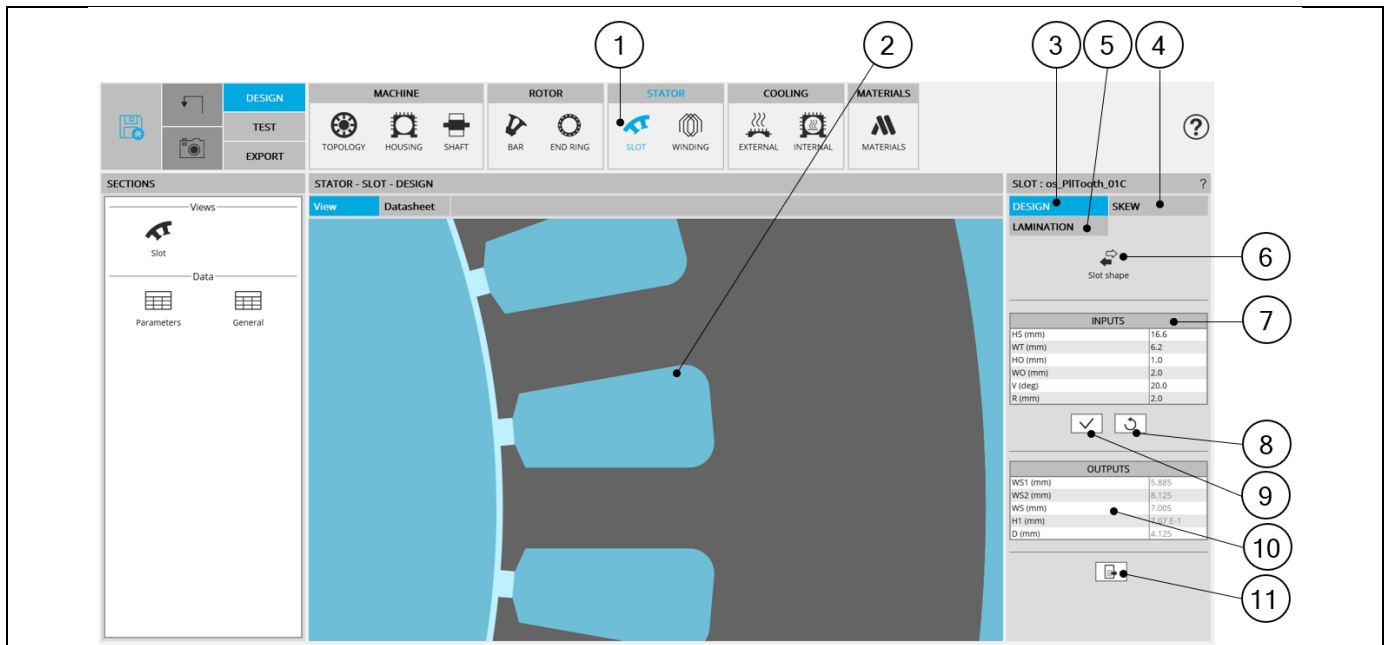 1
2
3
5
4
DESIGN
TEST
EXPORT
MACHINE
TOPOLOGY
HOUSING
SHAFT
ROTOR
BAR
END RING
STATOR
SLOT
WINDING
COOLING
EXTERNAL
INTERNAL
MATERIALS
MATERIALS
?
SECTIONS
Views
Slot
Data
Parameters
General
STATOR - SLOT - DESIGN
View
Datasheet
SLOT : os_PllTooth_01C
?
DESIGN
SKEW
LAMINATION
Slot shape
6
INPUTS
7
HS (mm) 16.6
WT (mm) 6.2
HO (mm) 1.0
WO (mm) 2.0
V (deg) 20.0
R (mm) 2.0
8
OUTPUTS
WS1 (mm) 5.885
WS2 (mm) 8.125
WS (mm) 7.005
H1 (mm) 7.07 E-1
D (mm) 4.125
9
10
11